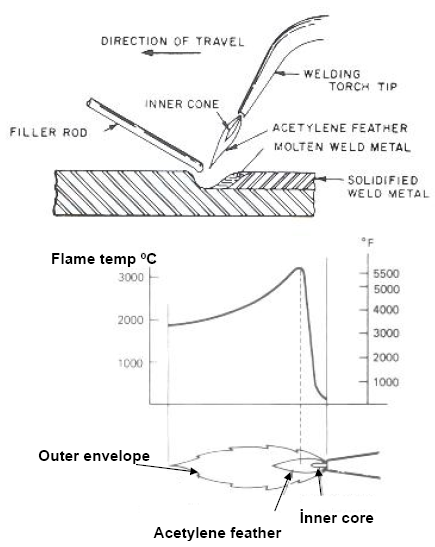 DIRECTION OF TRAVEL
WELDING
TORCH TIP
INNER CONE
FILLER ROD
ACETYLENE FEATHER
MOLTEN WELD METAL
SOLIDIFIED
WELD METAL
Flame temp ºC
°F
3000
2000
1000
5500
5000
4000
3000
2000
1000
Outer envelope
İnner core
Acetylene feather